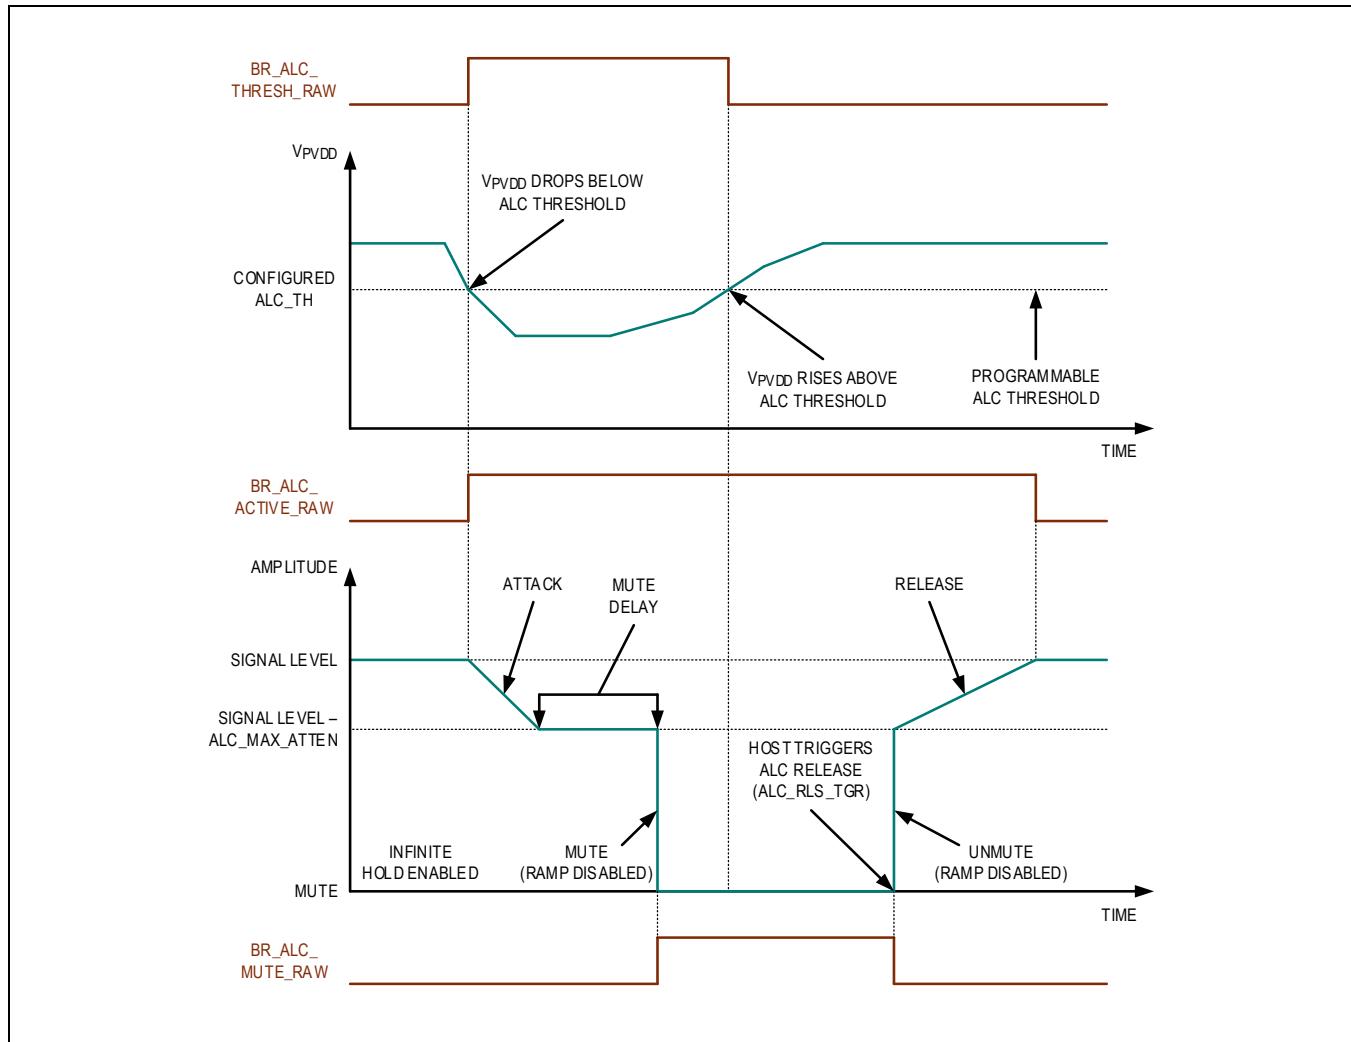 BR_ALC_
THRESH_RAW
VPVDD
VPVDD DROPS BELOW
ALC THRESHOLD
CONFIGURED
ALC_TH
VPVDD RISES ABOVE
ALC THRESHOLD
PROGRAMMABLE
ALC THRESHOLD
TIME
BR_ALC_
ACTIVE_RAW
AMPLITUDE
ATTACK
MUTE
DELAY
RELEASE
SIGNAL LEVEL
SIGNAL LEVEL –
ALC_MAX_ATTEN
HOST TRIGGERS
ALC RELEASE
(ALC_RLS_TGR)
INFINITE
HOLD ENABLED
MUTE
(RAMP DISABLED)
UNMUTE
(RAMP DISABLED)
MUTE
TIME
BR_ALC_
MUTE_RAW